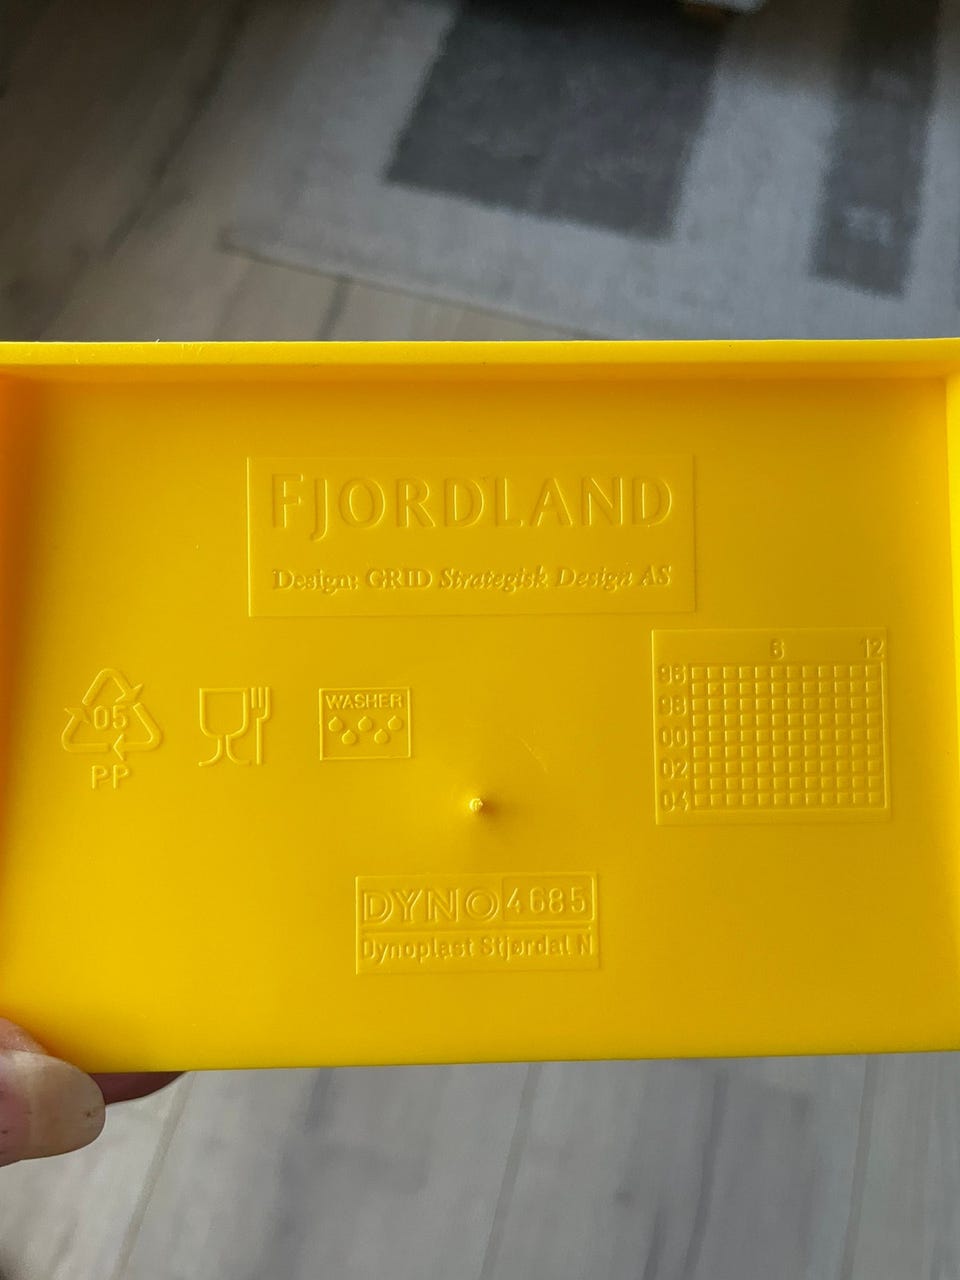 FJORDLAND
Design: GRID Strategisk Design AS
05
PP
WASHER
6 12
96
98
00
02
04
DYNO 4685
Dynoplast Stjørdal N